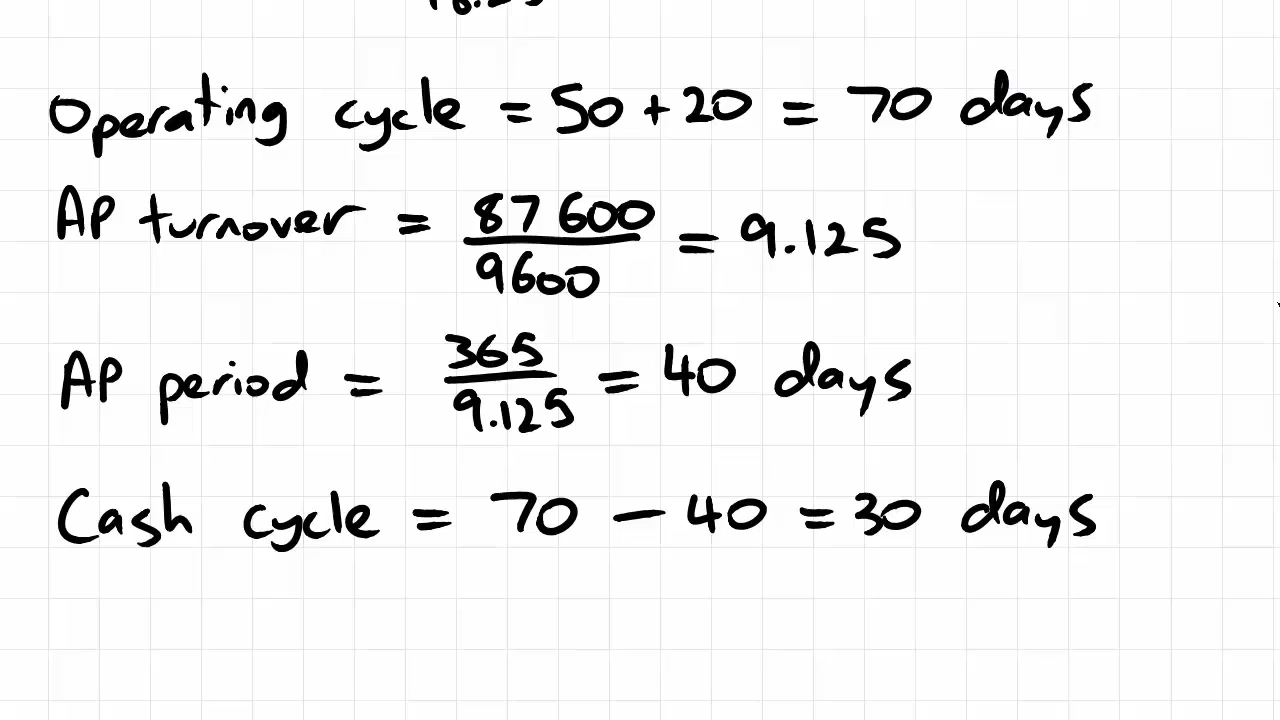 Operating cycle = 50 + 20 = 70 days
AP turnover = 87 600 / 9600 = 9.125
AP period = 365 / 9.125 = 40 days
Cash cycle = 70 - 40 = 30 days